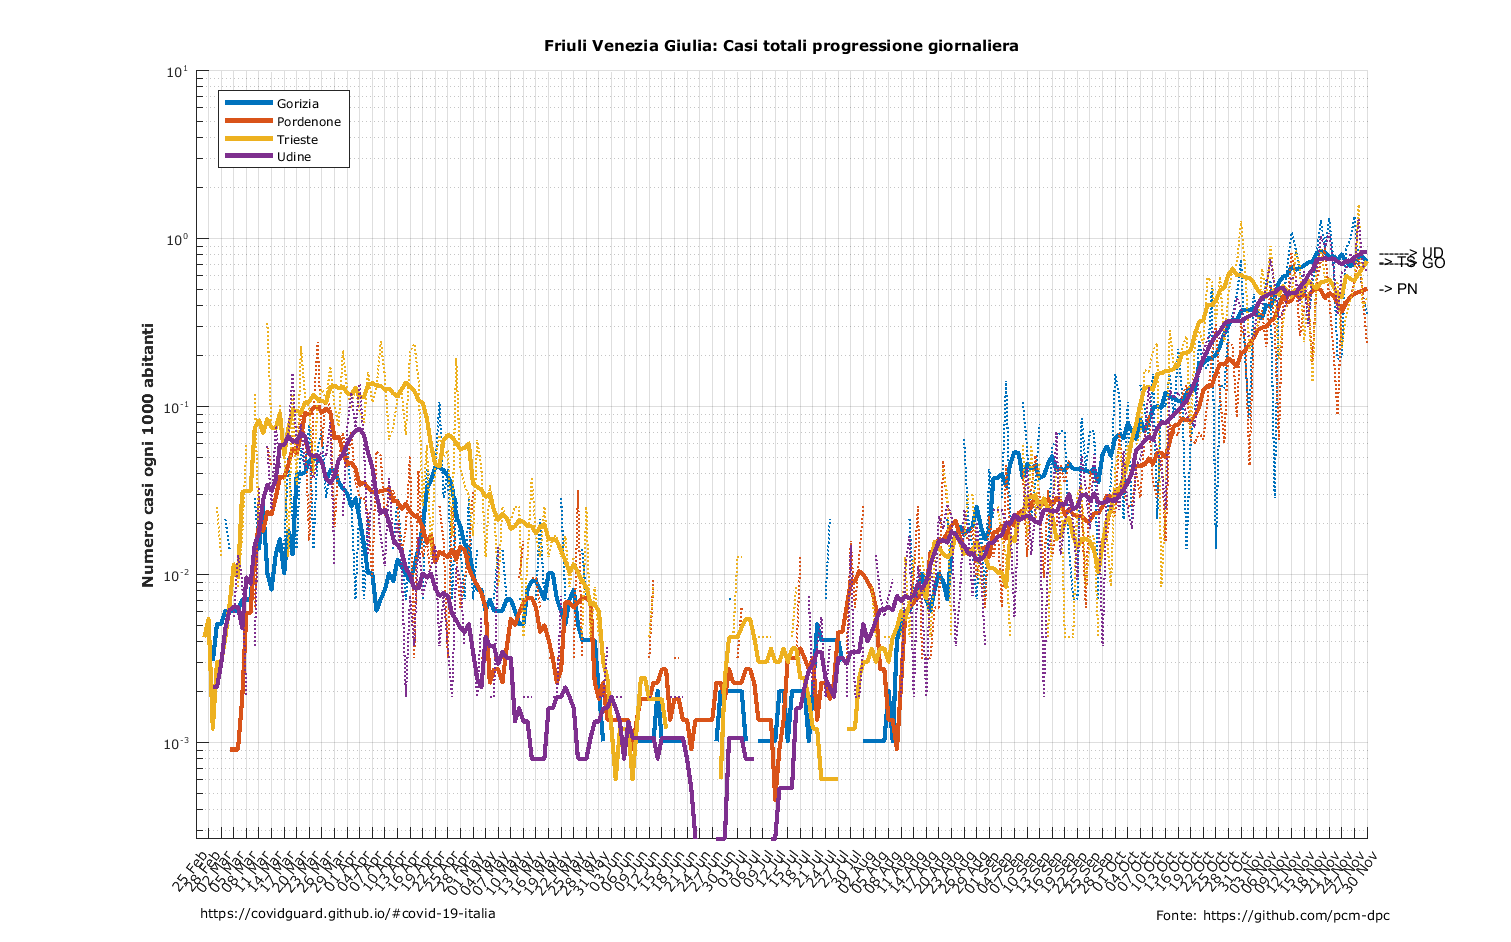 Friuli Venezia Giulia: Casi totali progressione giornaliera
Numero casi ogni 1000 abitanti
10¹
10⁰
10⁻¹
10⁻²
10⁻³
Gorizia
Pordenone
Trieste
Udine
------> UD
-> TS
------> GO
-> PN
25 Feb
28 Feb
02 Mar
05 Mar
08 Mar
11 Mar
14 Mar
17 Mar
20 Mar
23 Mar
26 Mar
29 Mar
01 Apr
04 Apr
07 Apr
10 Apr
13 Apr
16 Apr
19 Apr
22 Apr
25 Apr
28 Apr
01 May
04 May
07 May
10 May
13 May
16 May
19 May
22 May
25 May
28 May
31 May
03 Jun
06 Jun
09 Jun
12 Jun
15 Jun
18 Jun
21 Jun
24 Jun
27 Jun
30 Jun
03 Jul
06 Jul
09 Jul
12 Jul
15 Jul
18 Jul
21 Jul
24 Jul
27 Jul
30 Jul
02 Aug
05 Aug
08 Aug
11 Aug
14 Aug
17 Aug
20 Aug
23 Aug
26 Aug
29 Aug
01 Sep
04 Sep
07 Sep
10 Sep
13 Sep
16 Sep
19 Sep
22 Sep
25 Sep
28 Sep
01 Oct
04 Oct
07 Oct
10 Oct
13 Oct
16 Oct
19 Oct
22 Oct
25 Oct
28 Oct
31 Oct
03 Nov
06 Nov
09 Nov
12 Nov
15 Nov
18 Nov
21 Nov
24 Nov
27 Nov
30 Nov
https://covidguard.github.io/#covid-19-italia
Fonte: https://github.com/pcm-dpc